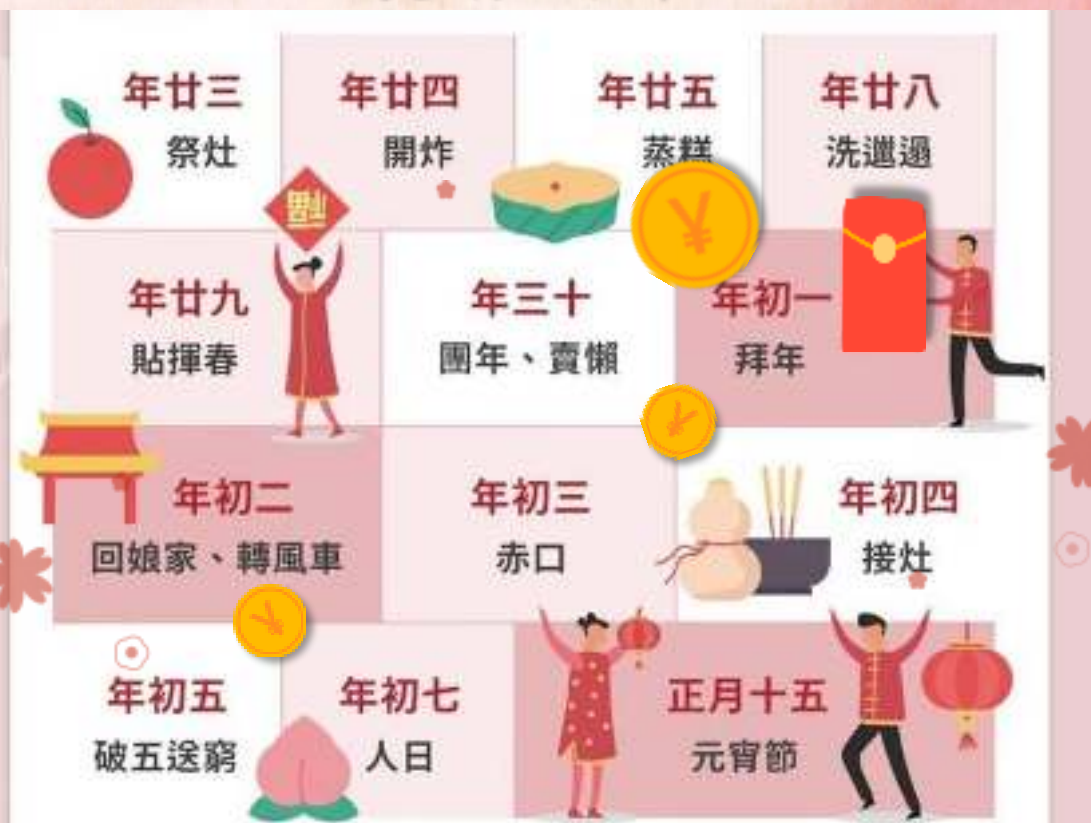 年廿三
祭灶
年廿四
開炸
年廿五
蒸糕
年廿八
洗邋遢
福
年廿九
貼揮春
年三十
團年、賣懶
年初一
拜年
¥
年初二
回娘家、轉風車
年初三
赤口
¥
年初四
接灶
¥
年初五
破五送窮
年初七
人日
正月十五
元宵節